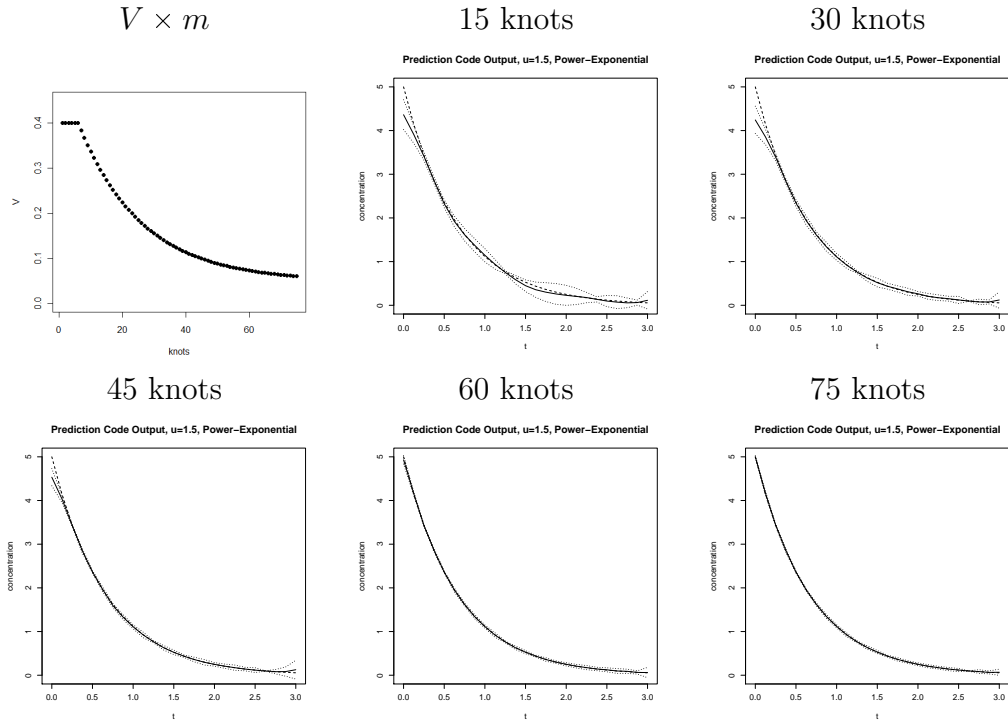 V × m
15 knots
30 knots
V
0.0 0.1 0.2 0.3 0.4
0 20 40 60
knots
Prediction Code Output, u=1.5, Power−Exponential
concentration
0 1 2 3 4 5
0.0 0.5 1.0 1.5 2.0 2.5 3.0
t
Prediction Code Output, u=1.5, Power−Exponential
concentration
0 1 2 3 4 5
0.0 0.5 1.0 1.5 2.0 2.5 3.0
t
45 knots
60 knots
75 knots
Prediction Code Output, u=1.5, Power−Exponential
concentration
0 1 2 3 4 5
0.0 0.5 1.0 1.5 2.0 2.5 3.0
t
Prediction Code Output, u=1.5, Power−Exponential
concentration
0 1 2 3 4 5
0.0 0.5 1.0 1.5 2.0 2.5 3.0
t
Prediction Code Output, u=1.5, Power−Exponential
concentration
0 1 2 3 4 5
0.0 0.5 1.0 1.5 2.0 2.5 3.0
t